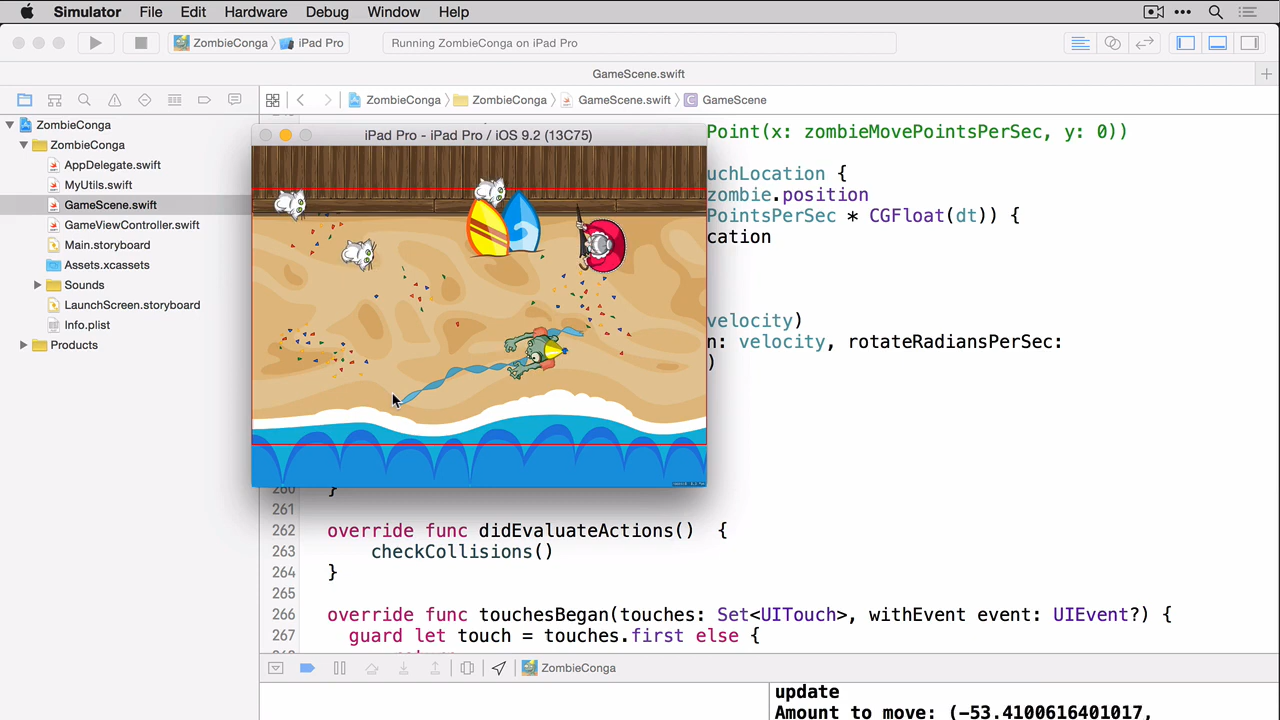 Simulator File Edit Hardware Debug Window Help
ZombieConga iPad Pro Running ZombieConga on iPad Pro
GameScene.swift
ZombieConga ZombieConga GameScene.swift C GameScene
ZombieConga
ZombieConga
AppDelegate.swift
MyUtils.swift
GameScene.swift
GameViewController.swift
Main.storyboard
Assets.xcassets
Sounds
LaunchScreen.storyboard
Info.plist
Products
iPad Pro - iPad Pro / iOS 9.2 (13C75)
Point(x: zombieMovePointsPerSec, y: 0))
uchLocation {
zombie.position
PointsPerSec * CGFloat(dt)) {
cation
velocity)
n: velocity, rotateRadiansPerSec:
)
260 }
261
262 override func didEvaluateActions() {
263 checkCollisions()
264 }
265
266 override func touchesBegan(touches: Set<UITouch>, withEvent event: UIEvent?) {
267 guard let touch = touches.first else {
ZombieConga
update
Amount to move: (-53.4100616401017,